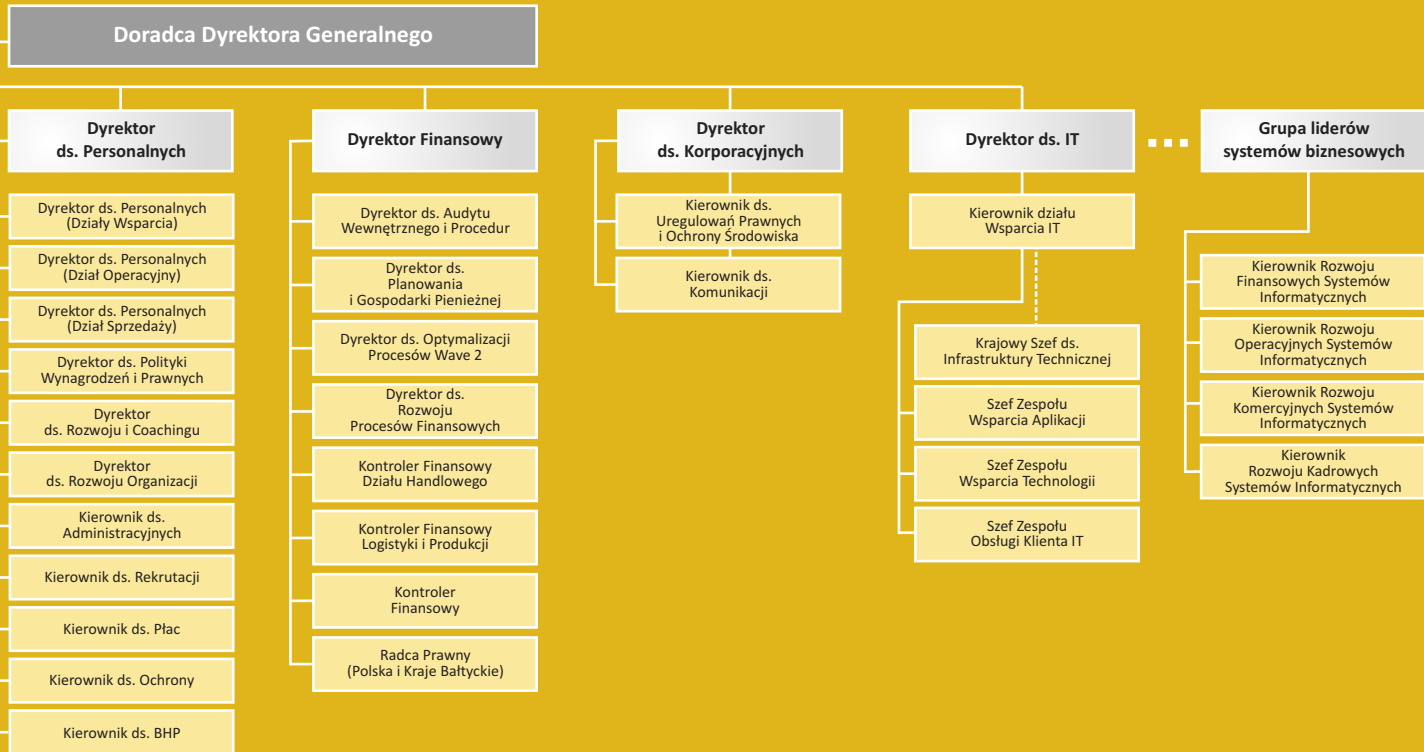 Doradca Dyrektora Generalnego
Dyrektor
ds. Personalnych
Dyrektor ds. Personalnych
(Działy Wsparcia)
Dyrektor ds. Personalnych
(Dział Operacyjny)
Dyrektor ds. Personalnych
(Dział Sprzedaży)
Dyrektor ds. Polityki
Wynagrodzeń i Prawnych
Dyrektor
ds. Rozwoju i Coachingu
Dyrektor
ds. Rozwoju Organizacji
Kierownik ds.
Administracyjnych
Kierownik ds. Rekrutacji
Kierownik ds. Płac
Kierownik ds. Ochrony
Kierownik ds. BHP
Dyrektor Finansowy
Dyrektor ds. Audytu
Wewnętrznego i Procedur
Dyrektor ds.
Planowania
i Gospodarki Pieniężnej
Dyrektor ds. Optymalizacji
Procesów Wave 2
Dyrektor ds.
Rozwoju
Procesów Finansowych
Kontroler Finansowy
Działu Handlowego
Kontroler Finansowy
Logistyki i Produkcji
Kontroler
Finansowy
Radca Prawny
(Polska i Kraje Bałtyckie)
Dyrektor
ds. Korporacyjnych
Kierownik ds.
Uregulowań Prawnych
i Ochrony Środowiska
Kierownik ds.
Komunikacji
Dyrektor ds. IT
Kierownik działu
Wsparcia IT
Krajowy Szef ds.
Infrastruktury Technicznej
Szef Zespołu
Wsparcia Aplikacji
Szef Zespołu
Wsparcia Technologii
Szef Zespołu
Obsługi Klienta IT
Grupa liderów
systemów biznesowych
Kierownik Rozwoju
Finansowych Systemów
Informatycznych
Kierownik Rozwoju
Operacyjnych Systemów
Informatycznych
Kierownik Rozwoju
Komercyjnych Systemów
Informatycznych
Kierownik
Rozwoju Kadrowych
Systemów Informatycznych